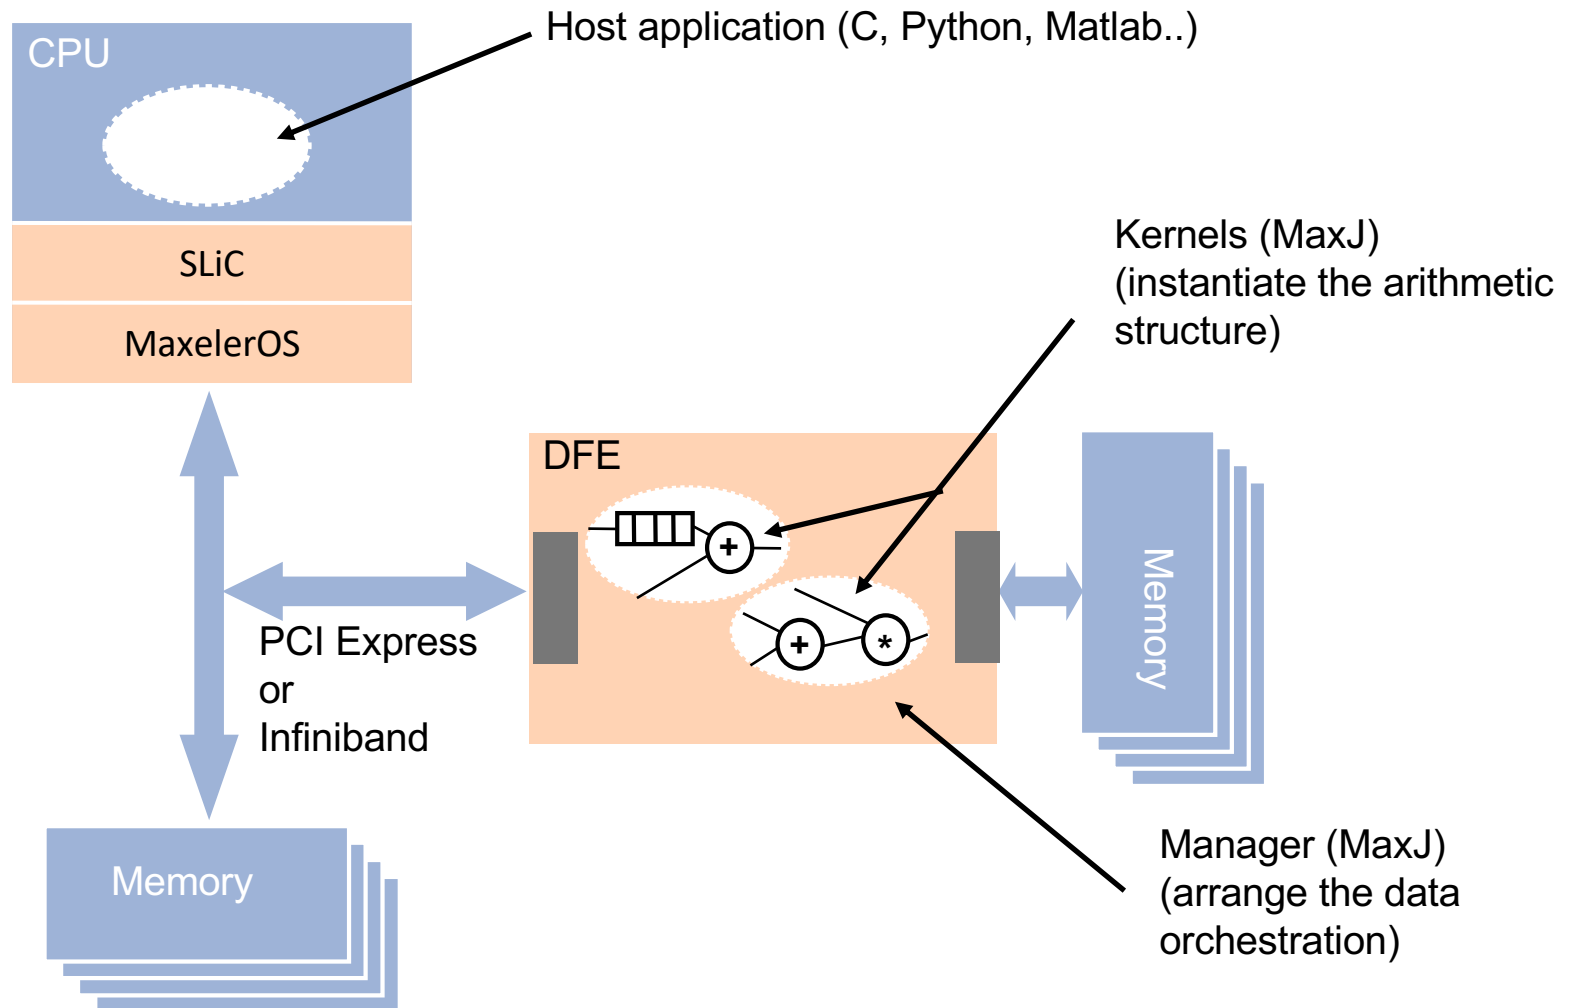 Host application (C, Python, Matlab..)
CPU
SLiC
MaxelerOS
Kernels (MaxJ)
(instantiate the arithmetic
structure)
DFE
+
+
*
Memory
PCI Express
or
Infiniband
Memory
Manager (MaxJ)
(arrange the data
orchestration)